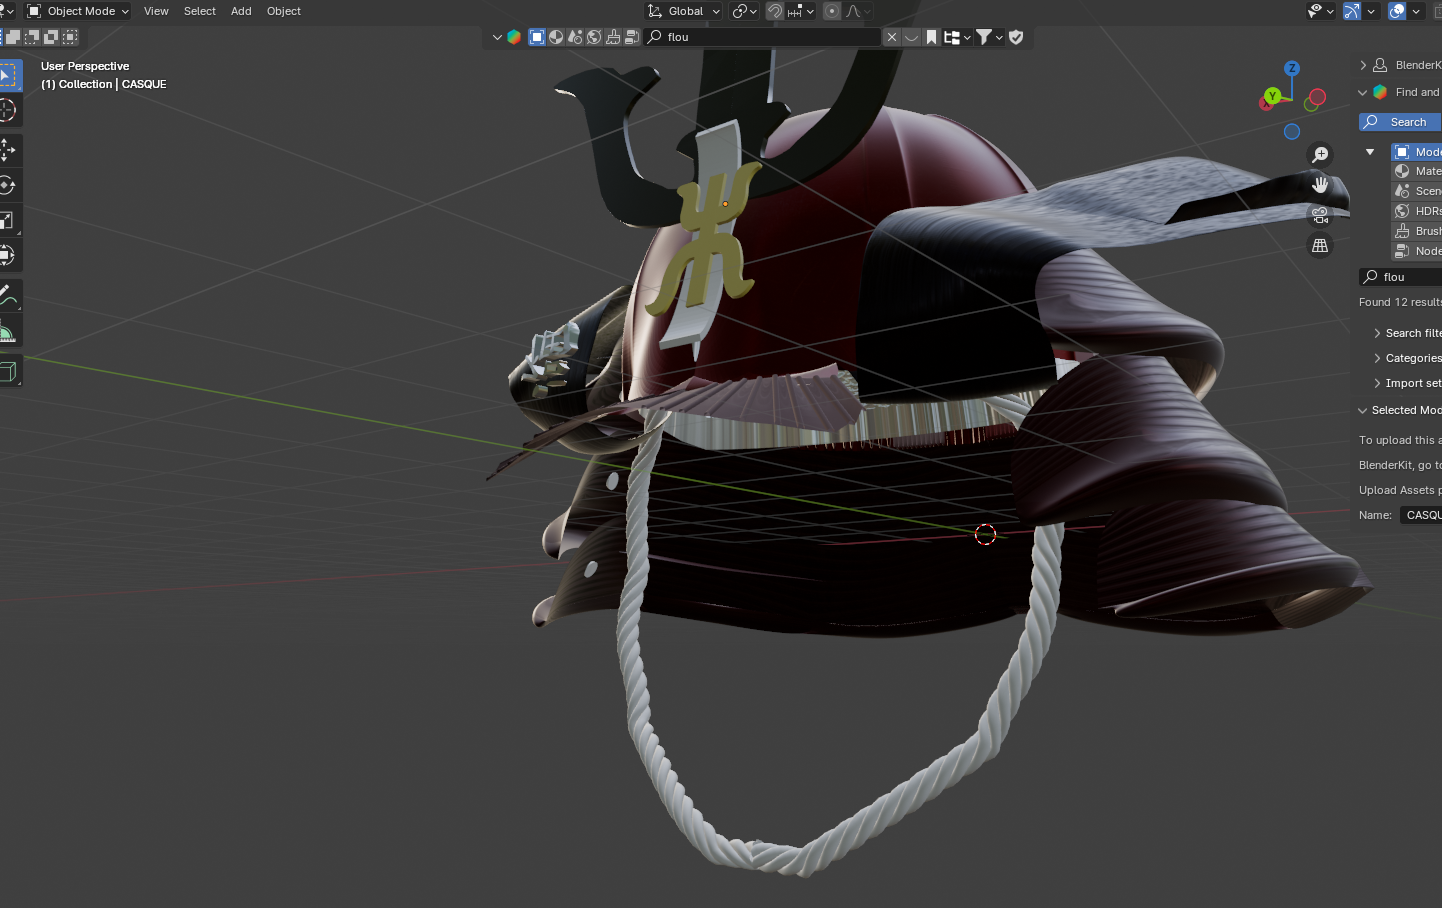 Object Mode View Select Add Object Global
flou
User Perspective
(1) Collection | CASQUE
Z
Y
X
BlenderK
Find and
Search
Mode
Mate
Scen
HDRs
Brush
Node
flou
Found 12 results
Search filte
Categories
Import set
Selected Mod
To upload this a
BlenderKit, go to
Upload Assets p
Name: CASQU